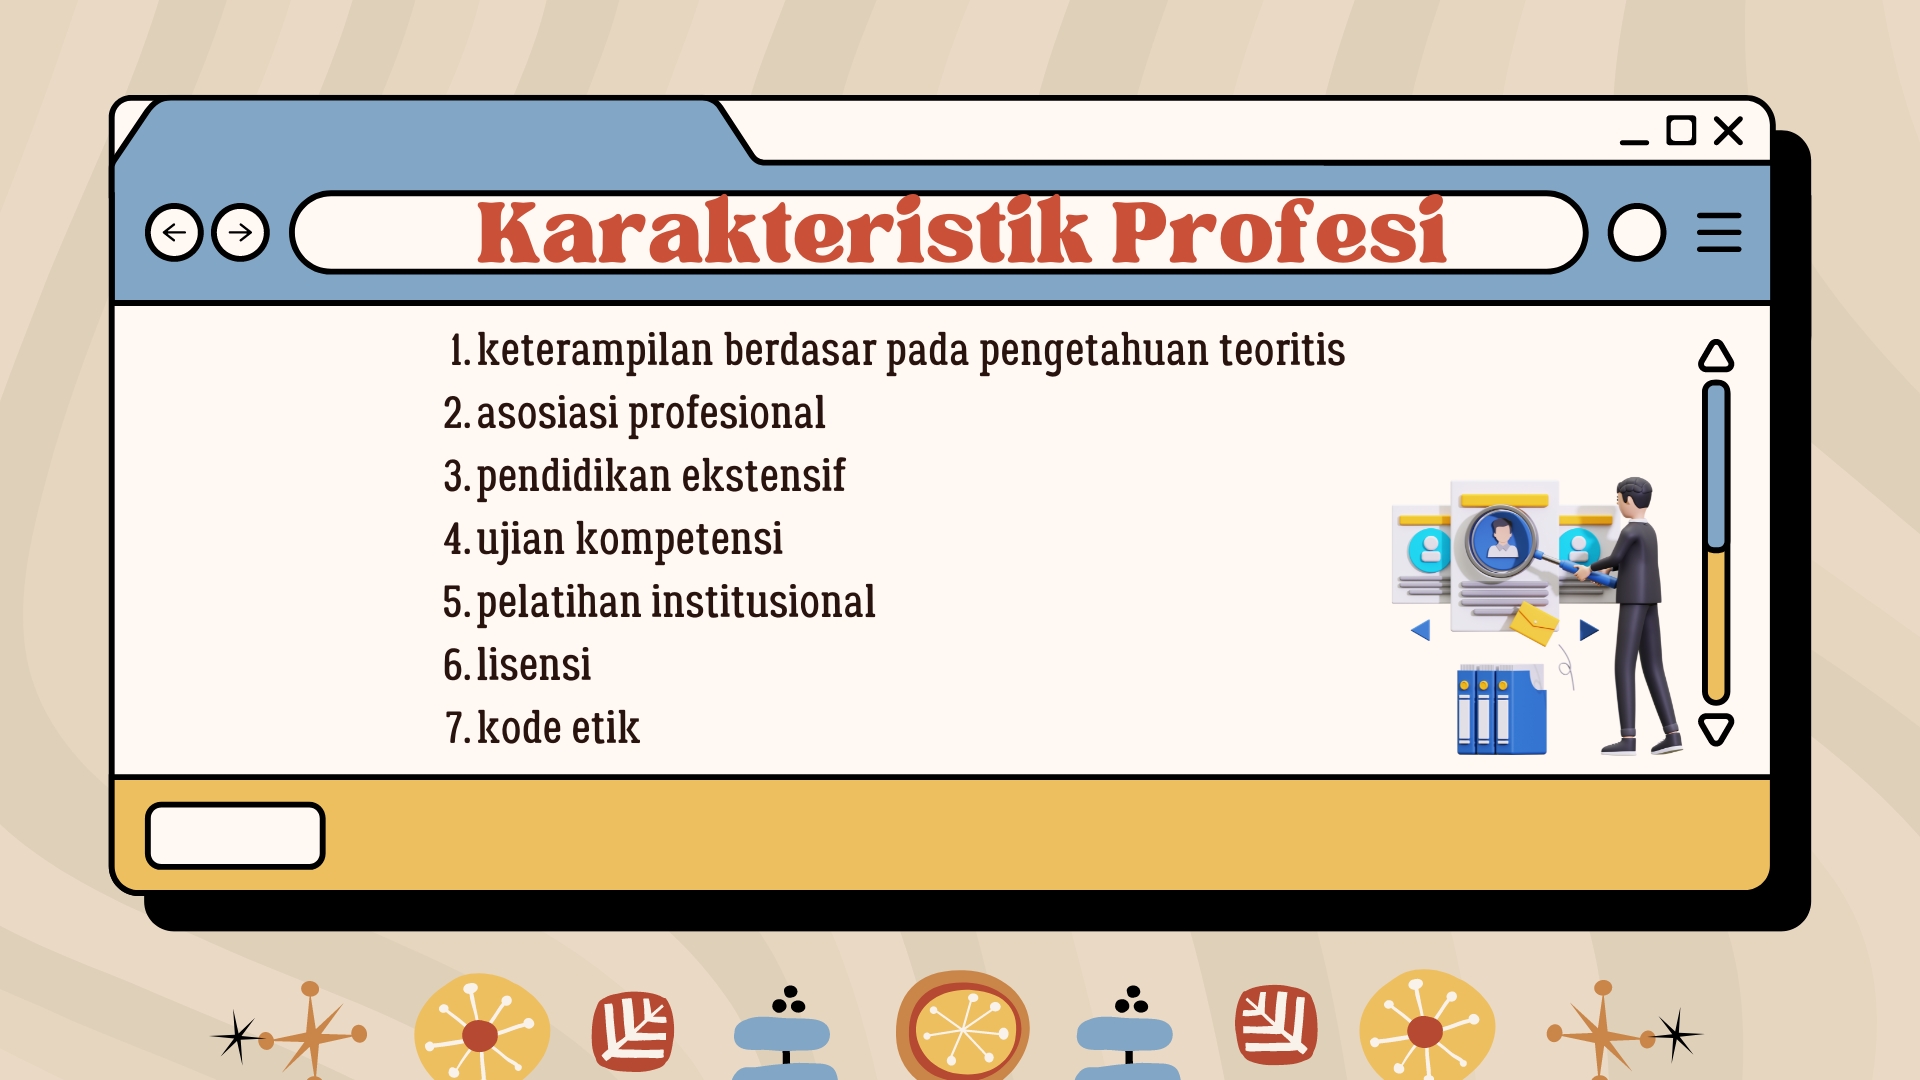 Karakteristik Profesi
1. keterampilan berdasar pada pengetahuan teoritis
2. asosiasi profesional
3. pendidikan ekstensif
4. ujian kompetensi
5. pelatihan institusional
6. lisensi
7. kode etik